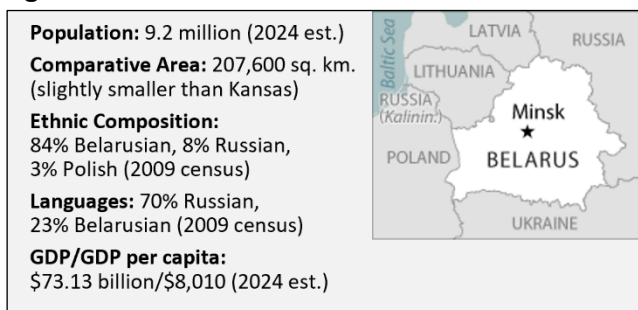 Population: 9.2 million (2024 est.)
Comparative Area: 207,600 sq. km.
(slightly smaller than Kansas)
Ethnic Composition:
84% Belarusian, 8% Russian,
3% Polish (2009 census)
Languages: 70% Russian,
23% Belarusian (2009 census)
GDP/GDP per capita:
$73.13 billion/$8,010 (2024 est.)
Baltic Sea
LATVIA
RUSSIA
LITHUANIA
RUSSIA
(Kalinin.)
Minsk
POLAND
BELARUS
UKRAINE